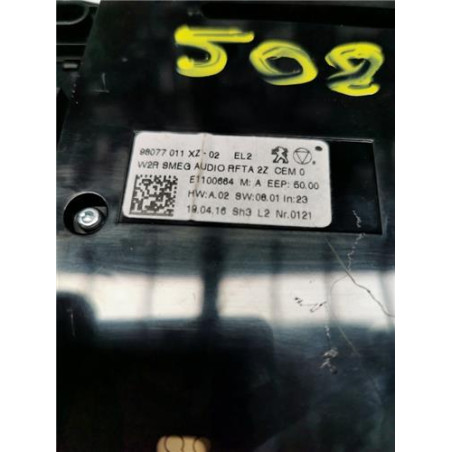 508
98077 011 XZ-02 EL2
W2R SMEG AUDIO RFTA 2Z CEM 0
E1100664 M: A EEP: 50.00
HW:A.02 SW:06.01 In:23
19.04.16 Sh3 L2 Nr.0121